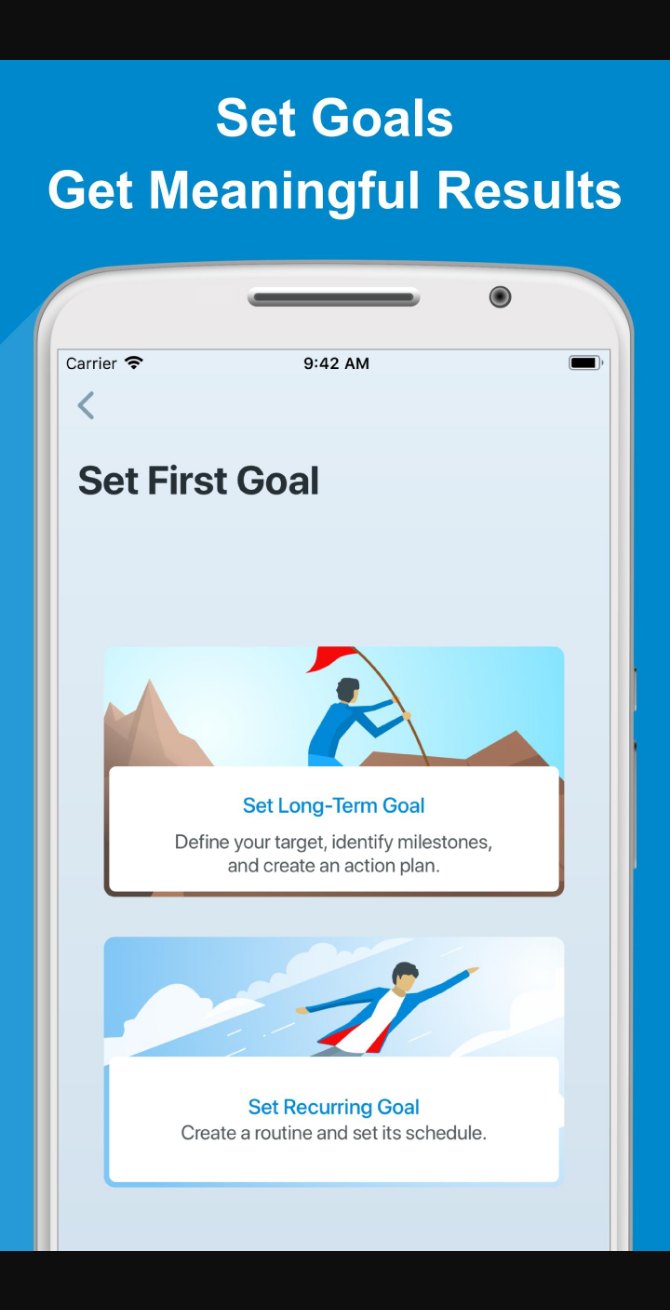 Set Goals
Get Meaningful Results
Carrier 9:42 AM
Set First Goal
Set Long-Term Goal
Define your target, identify milestones,
and create an action plan.
Set Recurring Goal
Create a routine and set its schedule.